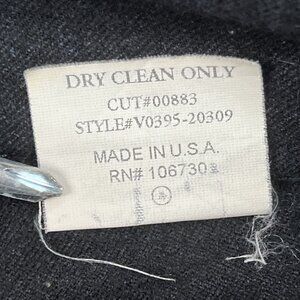 DRY CLEAN ONLY
CUT#00883
STYLE#V0395-20309
MADE IN U.S.A.
RN# 106730